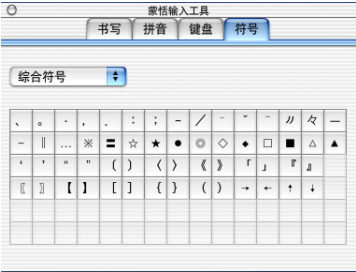 蒙恬输入工具
书写 拼音 键盘 符号
综合符号
、 。 · , . : ; － ／ ˉ ˇ ¨ 〃 々 —
－ ‖ … ※ 〓 ☆ ★ ● ◎ ◇ ◆ □ ■ △ ▲
‘ ’ “ ” （ ） 〈 〉 《 》 「 」 『 』
〖 〗 【 】 ［ ］ ｛ ｝ ( ) → ← ↑ ↓